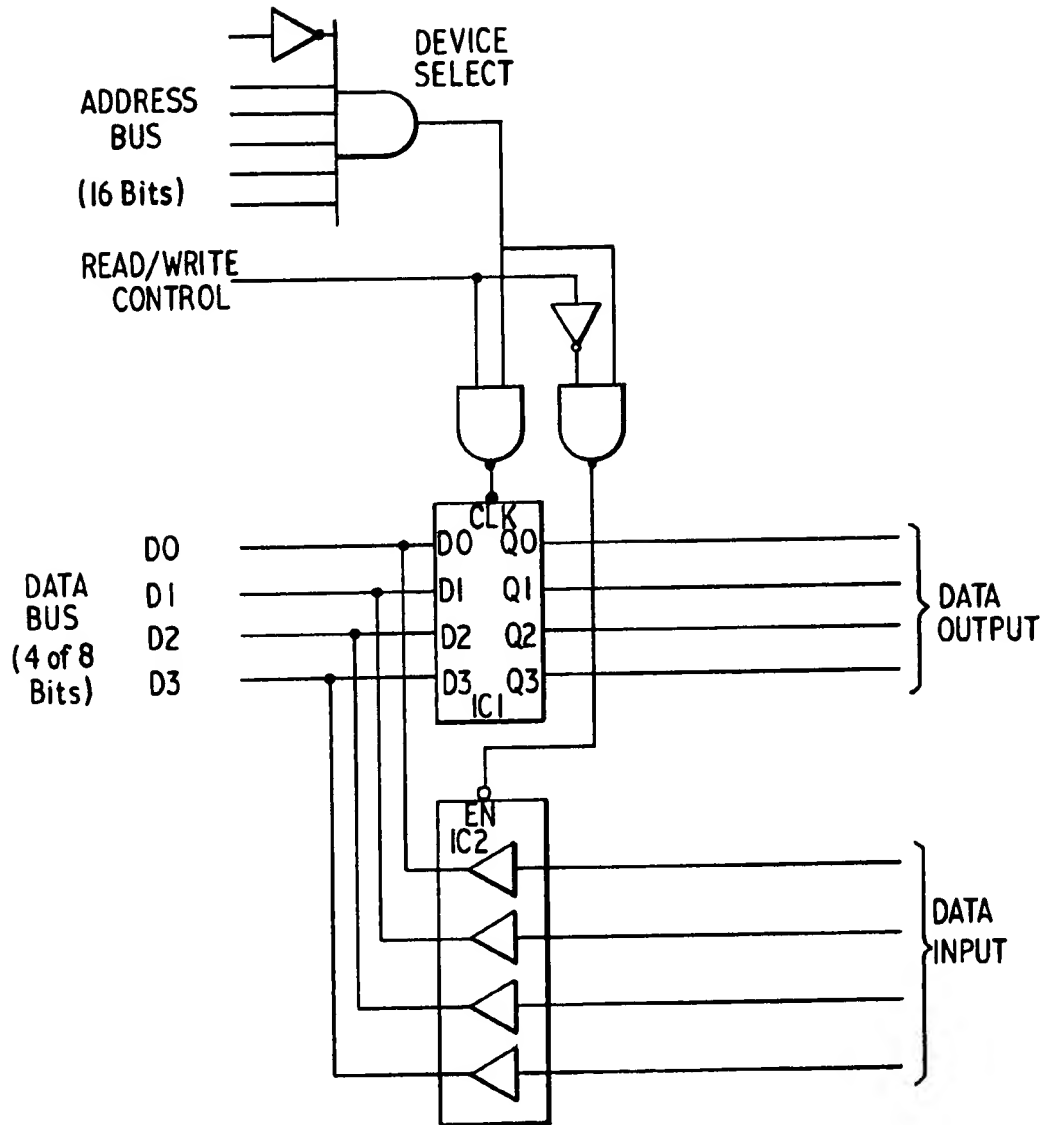 DEVICE
SELECT
ADDRESS
BUS
(16 Bits)
READ/WRITE
CONTROL
CLK
D0 Q0
D1 Q1
D2 Q2
D3 Q3
IC1
D0
D1
D2
D3
DATA
BUS
(4 of 8
Bits)
DATA
OUTPUT
EN
IC2
DATA
INPUT